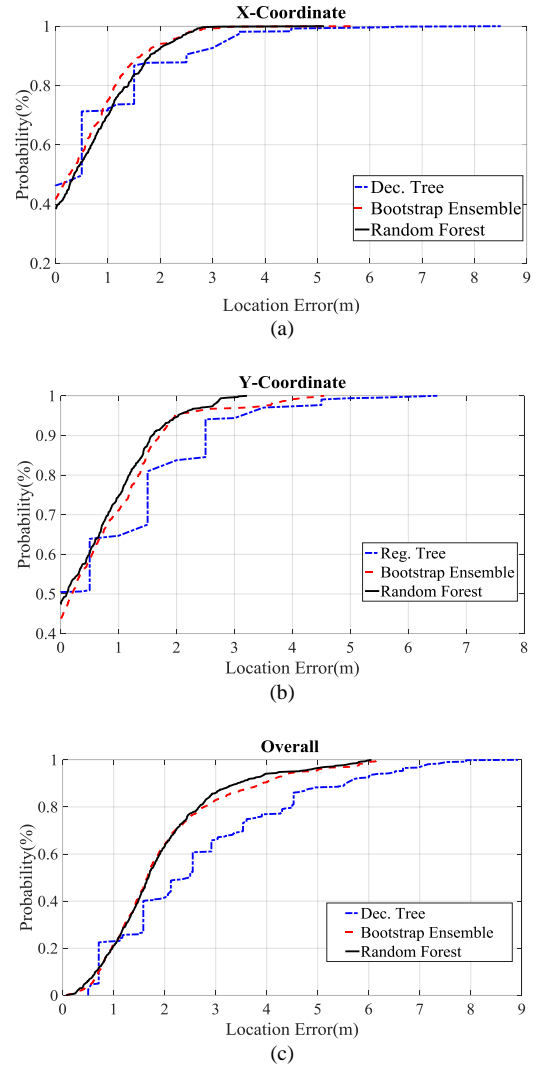 X-Coordinate
1
0.8
0.6
0.4
0.2
Probability(%)
Dec. Tree
Bootstrap Ensemble
Random Forest
0 1 2 3 4 5 6 7 8 9
Location Error(m)
(a)
Y-Coordinate
1
0.9
0.8
0.7
0.6
0.5
0.4
Probability(%)
Reg. Tree
Bootstrap Ensemble
Random Forest
0 1 2 3 4 5 6 7 8
Location Error(m)
(b)
Overall
1
0.8
0.6
0.4
0.2
0
Probability(%)
Dec. Tree
Bootstrap Ensemble
Random Forest
0 1 2 3 4 5 6 7 8 9
Location Error(m)
(c)